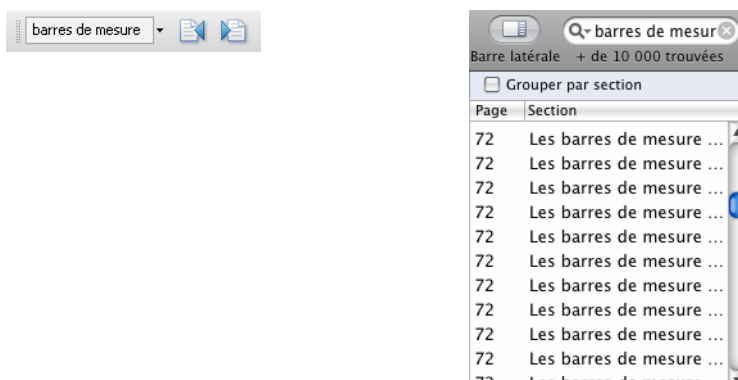 barres de mesure
barres de mesur
Barre latérale + de 10 000 trouvées
Grouper par section
Page Section
72 Les barres de mesure ...
72 Les barres de mesure ...
72 Les barres de mesure ...
72 Les barres de mesure ...
72 Les barres de mesure ...
72 Les barres de mesure ...
72 Les barres de mesure ...
72 Les barres de mesure ...
72 Les barres de mesure ...
72 Les barres de mesure ...